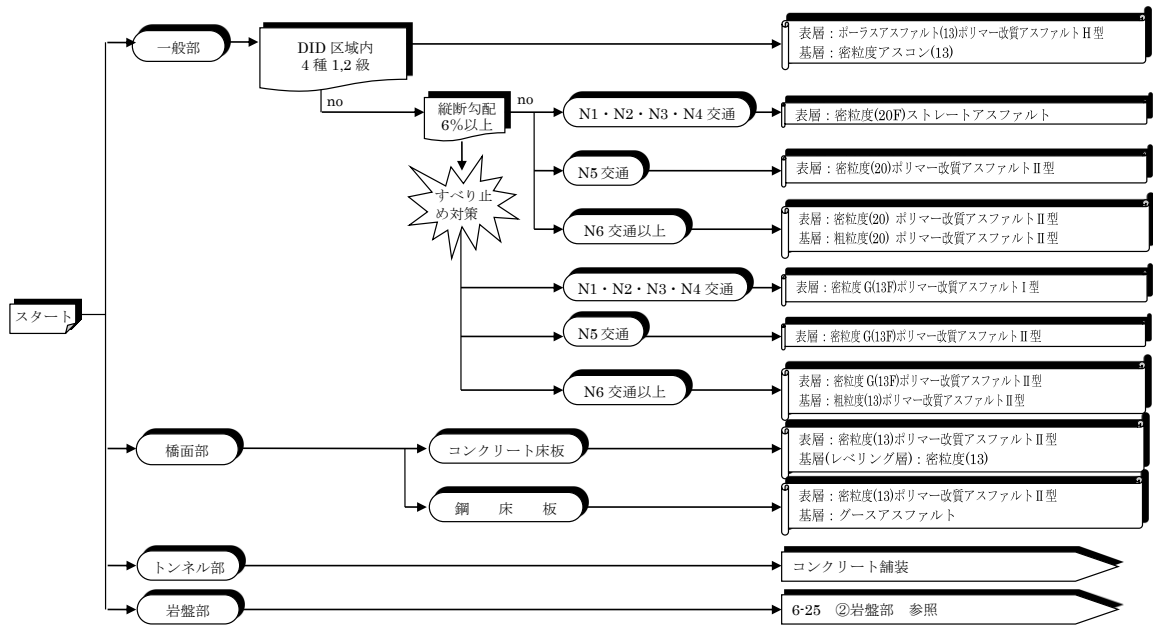 スタート
一般部
DID 区域内
4 種 1,2 級
表層：ポーラスアスファルト(13)ポリマー改質アスファルトＨ型
基層：密粒度アスコン(13)
no
縦断勾配
6%以上
no
N1・N2・N3・N4 交通
表層：密粒度(20F)ストレートアスファルト
N5 交通
表層：密粒度(20)ポリマー改質アスファルトⅡ型
すべり止
め対策
N6 交通以上
表層：密粒度(20) ポリマー改質アスファルトⅡ型
基層：粗粒度(20) ポリマー改質アスファルトⅡ型
N1・N2・N3・N4 交通
表層：密粒度 G(13F)ポリマー改質アスファルトⅠ型
N5 交通
表層：密粒度 G(13F)ポリマー改質アスファルトⅡ型
N6 交通以上
表層：密粒度 G(13F)ポリマー改質アスファルトⅡ型
基層：粗粒度(13)ポリマー改質アスファルトⅡ型
橋面部
コンクリート床板
表層：密粒度(13)ポリマー改質アスファルトⅡ型
基層(レベリング層)：密粒度(13)
鋼　床　板
表層：密粒度(13)ポリマー改質アスファルトⅡ型
基層：グースアスファルト
トンネル部
コンクリート舗装
岩盤部
6-25　②岩盤部　参照